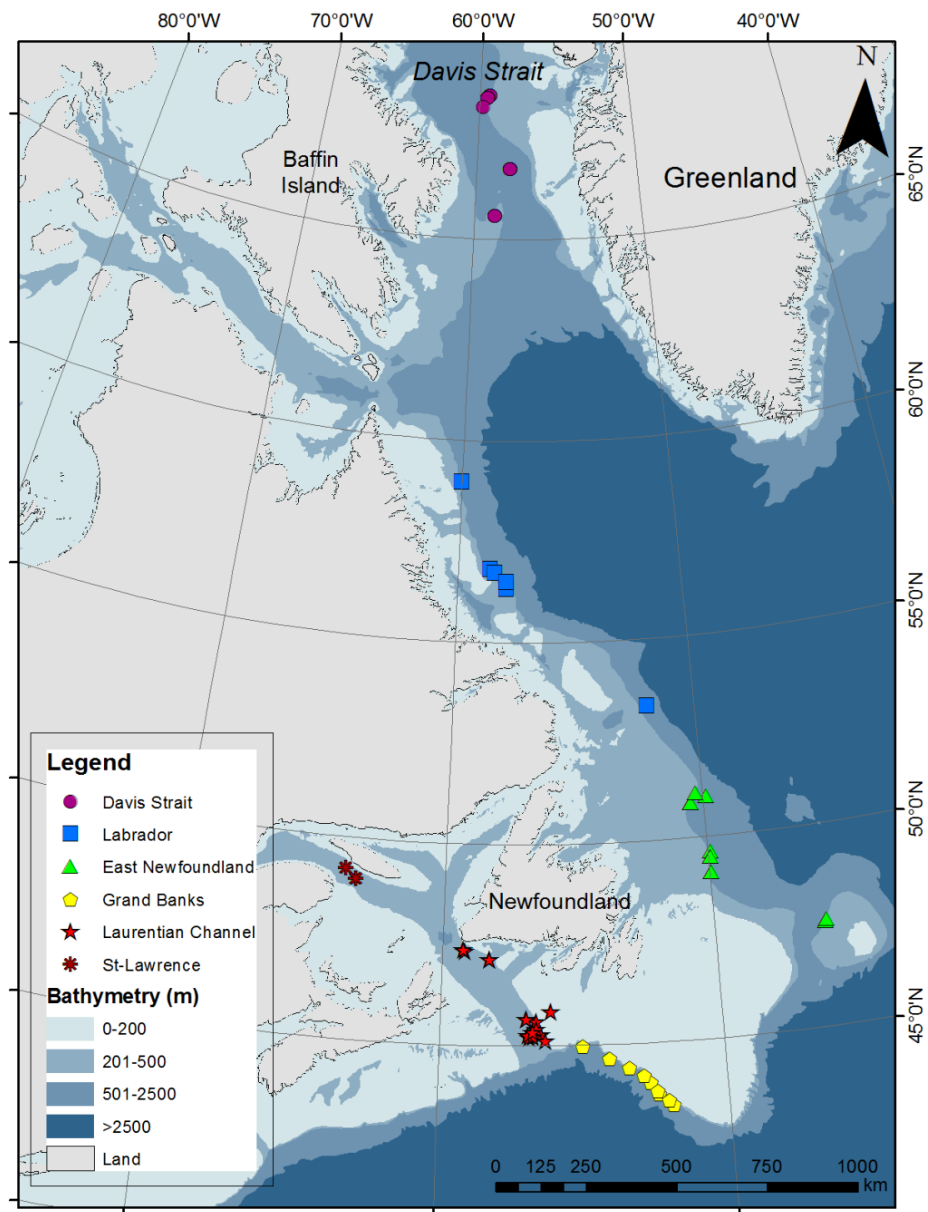 80°0'W 70°0'W 60°0'W 50°0'W 40°0'W
Davis Strait
N
Baffin
Island
Greenland
65°0'N
60°0'N
55°0'N
50°0'N
45°0'N
Newfoundland
Legend
Davis Strait
Labrador
East Newfoundland
Grand Banks
Laurentian Channel
St-Lawrence
Bathymetry (m)
0-200
201-500
501-2500
>2500
Land
0 125 250 500 750 1000
km